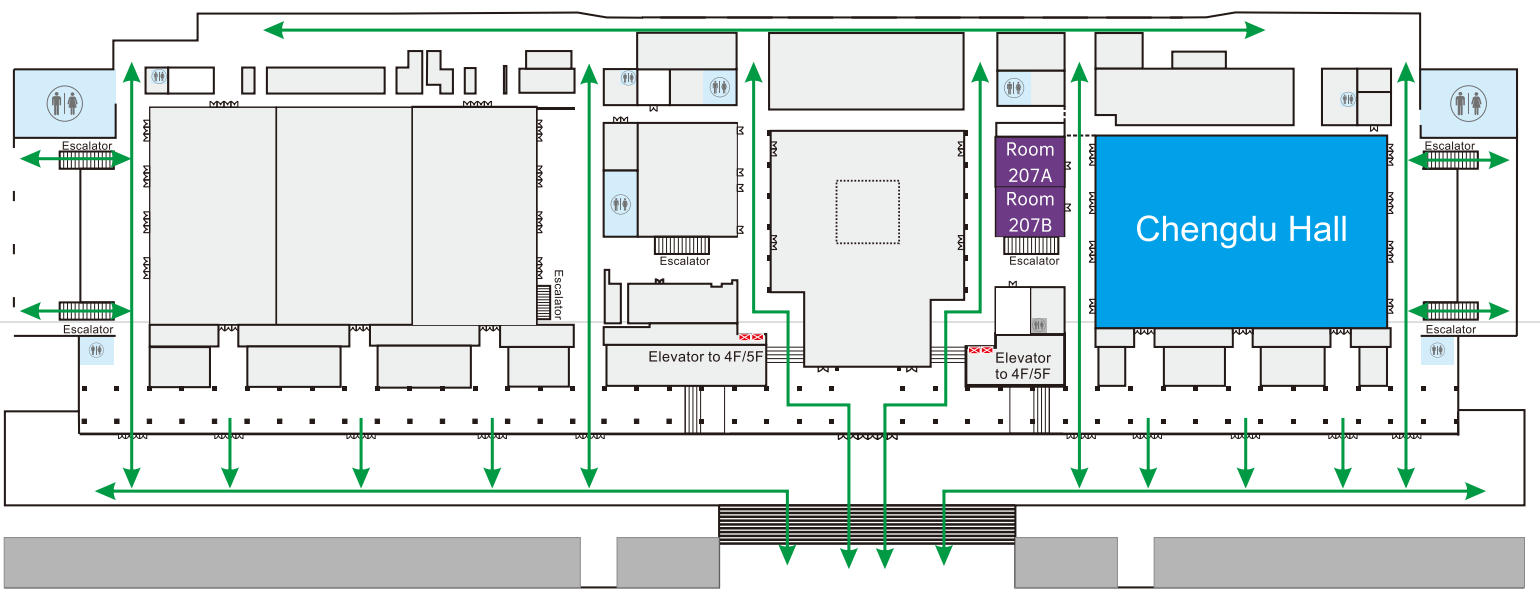 Escalator
Escalator
Room
207A
Room
207B
Chengdu Hall
Escalator
Escalator
Escalator
Escalator
Escalator
Elevator to 4F/5F
Elevator
to 4F/5F